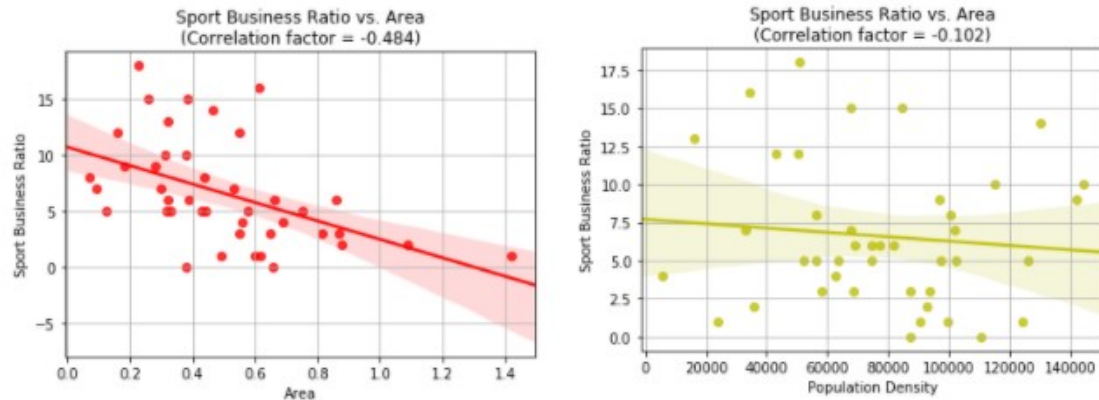 Sport Business Ratio vs. Area
(Correlation factor = -0.484)
Sport Business Ratio
15
10
5
0
−5
0.0 0.2 0.4 0.6 0.8 1.0 1.2 1.4
Area
Sport Business Ratio vs. Area
(Correlation factor = -0.102)
Sport Business Ratio
17.5
15.0
12.5
10.0
7.5
5.0
2.5
0.0
0 20000 40000 60000 80000 100000 120000 140000
Population Density